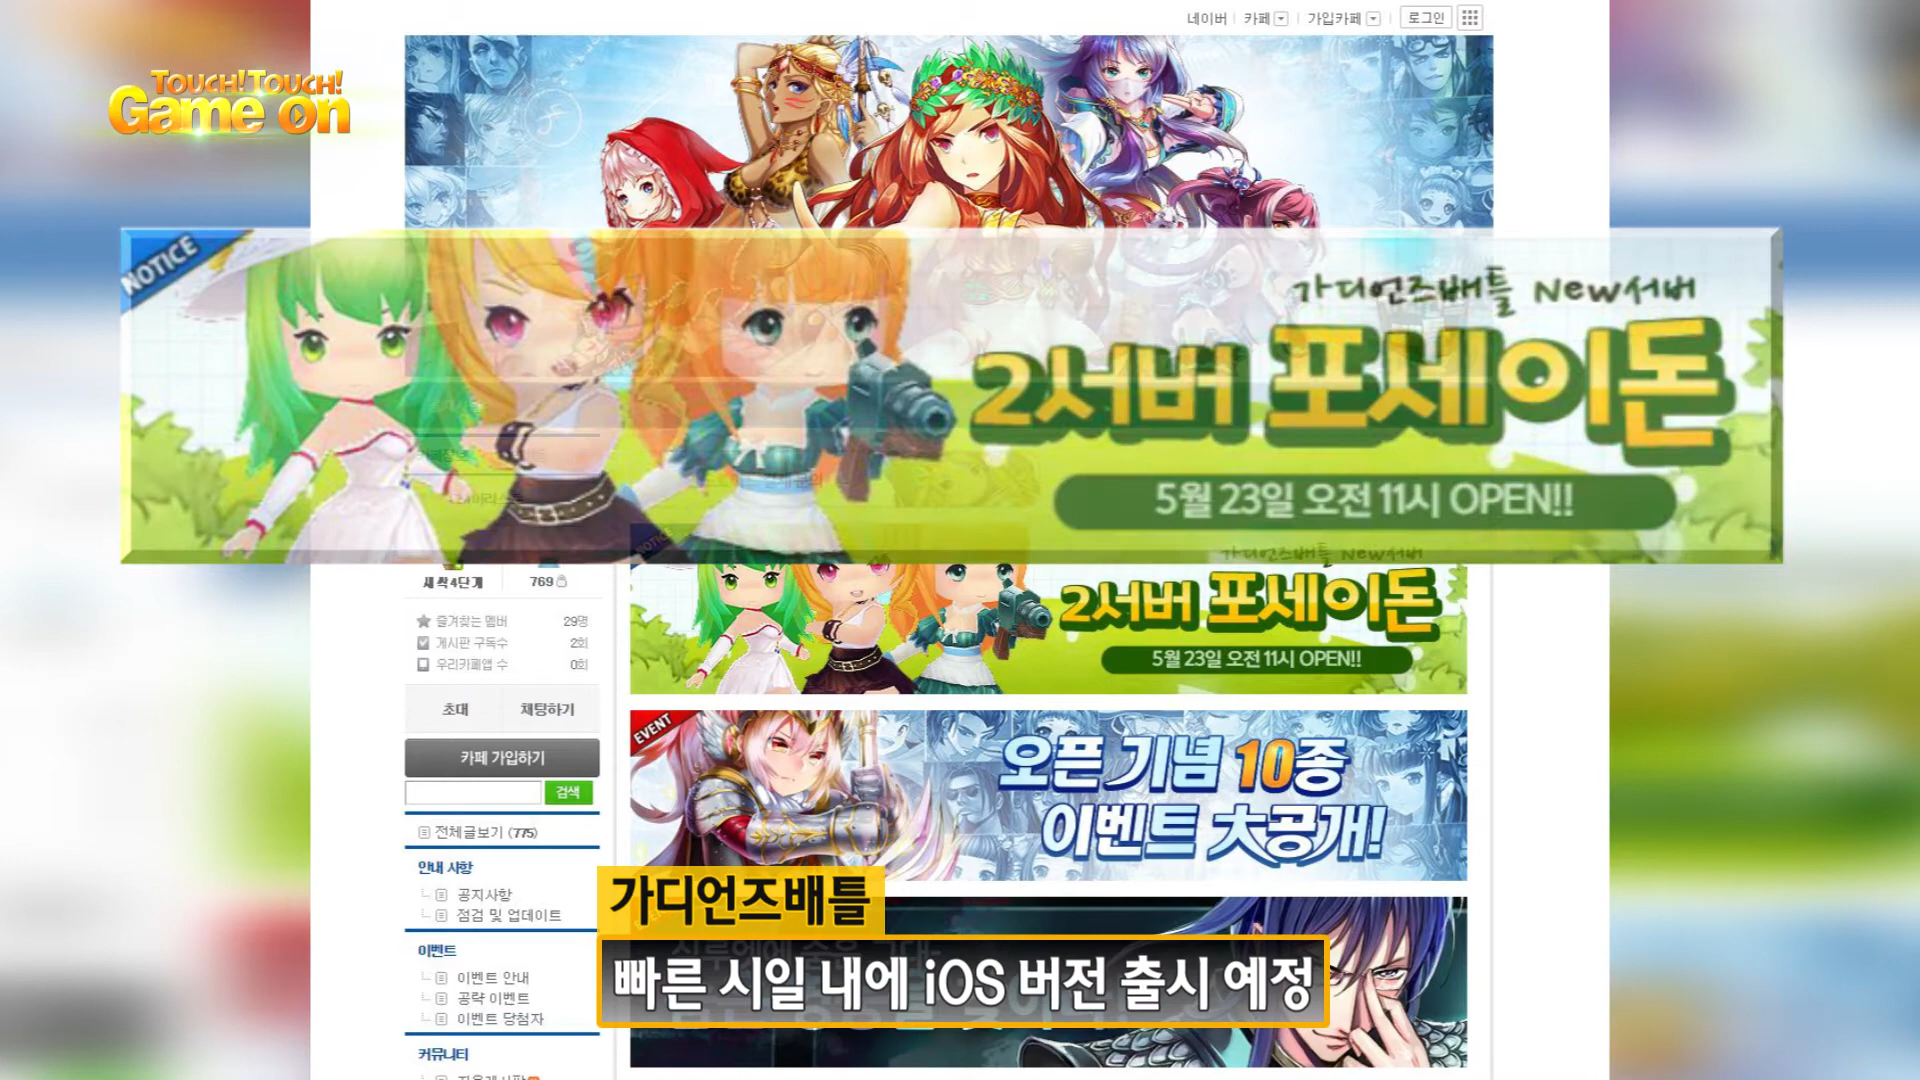 네이버 카페 가입카페 로그인
TOUCH!TOUCH!
Game on
NOTICE
가디언즈배틀 New서버
2서버 포세이돈
5월 23일 오전 11시 OPEN!!
가디언즈배틀 New서버
2서버 포세이돈
5월 23일 오전 11시 OPEN!!
새싹4단계 769
즐겨찾는 멤버 29명
게시판 구독수 2회
우리카페앱 수 0회
초대 채팅하기
카페 가입하기
검색
전체글보기 (775)
안내 사항
공지사항
점검 및 업데이트
이벤트
이벤트 안내
공략 이벤트
이벤트 당첨자
커뮤니티
EVENT
오픈 기념 10종
이벤트 大공개!
가디언즈배틀
빠른 시일 내에 iOS 버전 출시 예정